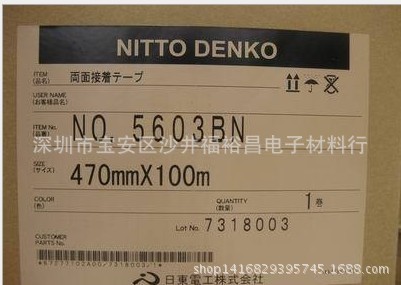 NITTO DENKO
ITEM
(品名) 両面接着テープ
USER NAME
(お客様名)
ITEM No.
(品番) NO. 5603BN
深圳市宝安区沙井福裕昌电子材料行
SIZE
(サイズ) 470mmX100m
COLOR
(色)
QUANTITY
(数量) 1巻
Lot No. 7318003
CUSTOMER
PARTS No.
日東電工株式会社
shop1416829395745.1688.com